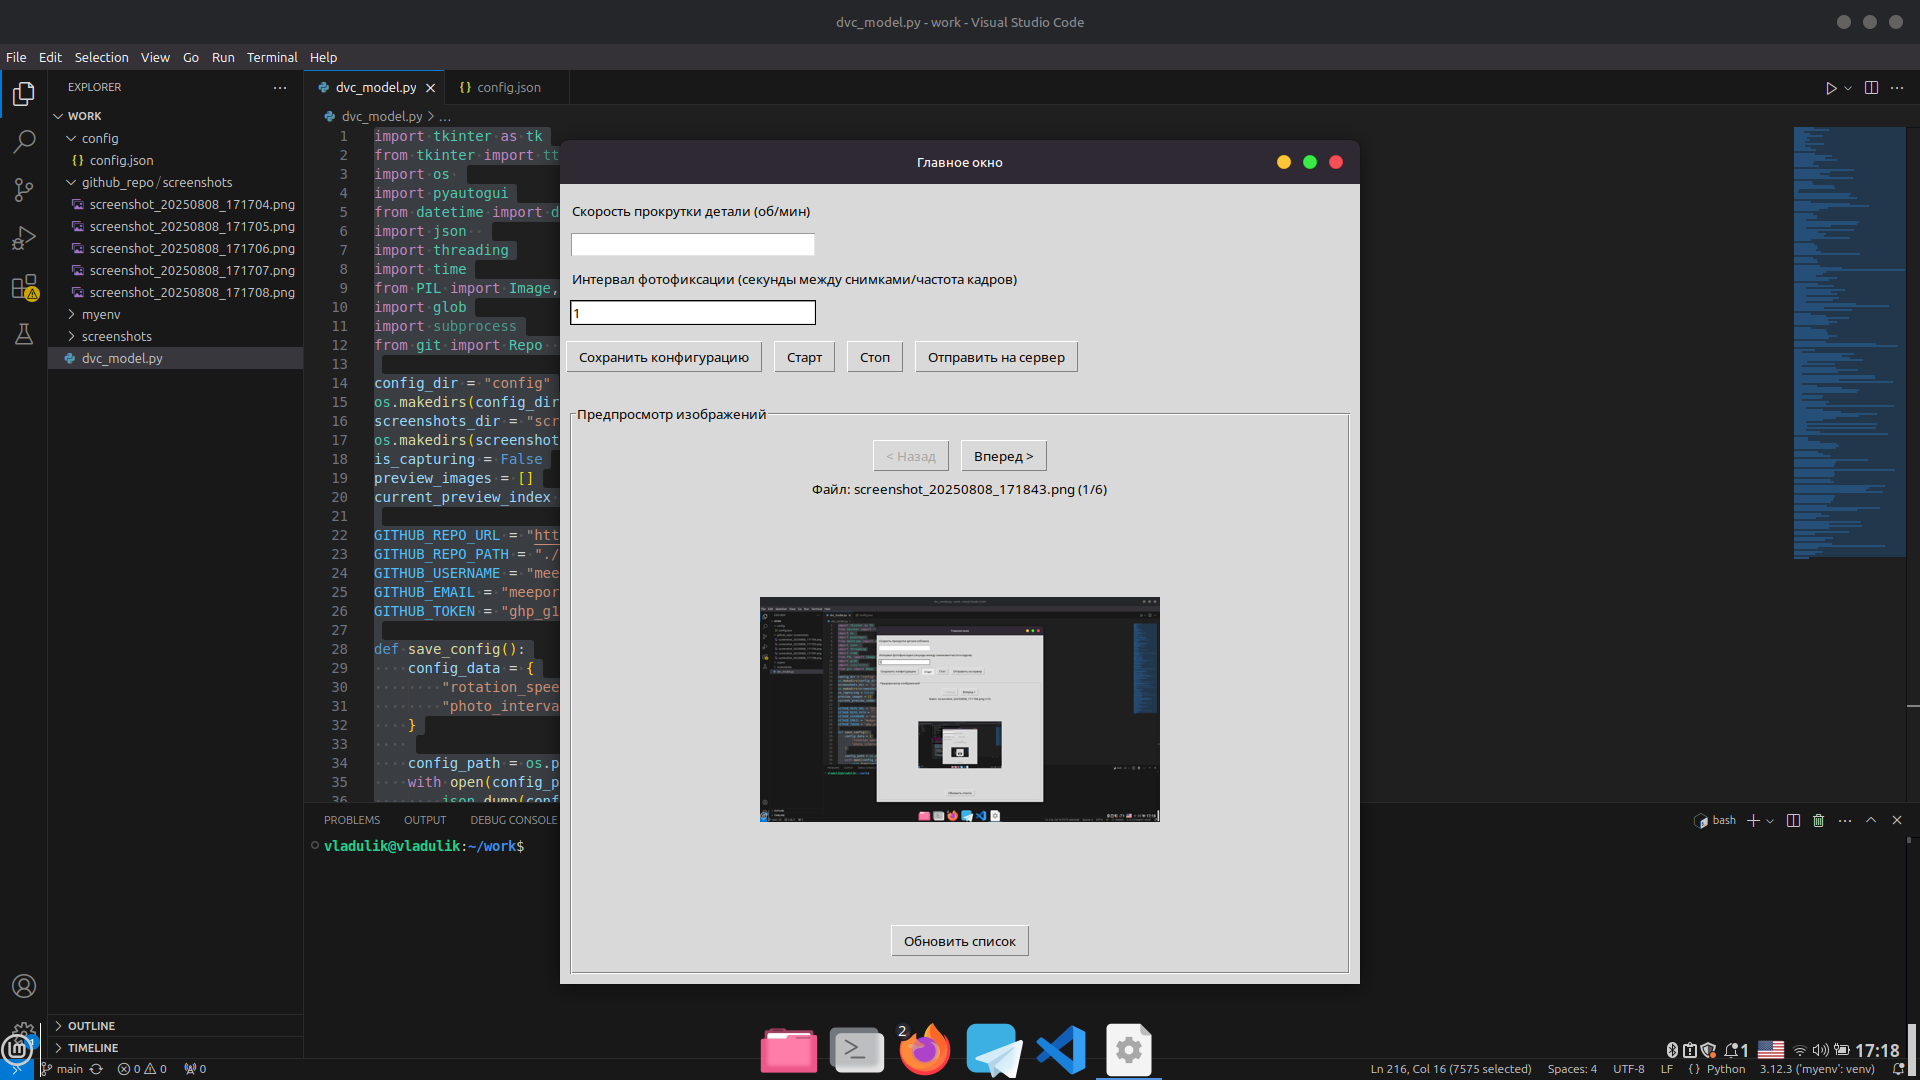 dvc_model.py - work - Visual Studio Code
File Edit Selection View Go Run Terminal Help
EXPLORER
WORK
config
{} config.json
github_repo/screenshots
screenshot_20250808_171704.png
screenshot_20250808_171705.png
screenshot_20250808_171706.png
screenshot_20250808_171707.png
screenshot_20250808_171708.png
myenv
screenshots
dvc_model.py
OUTLINE
TIMELINE
dvc_model.py {} config.json
dvc_model.py > ...
1 import tkinter as tk
2 from tkinter import tt
3 import os
4 import pyautogui
5 from datetime import d
6 import json
7 import threading
8 import time
9 from PIL import Image,
10 import glob
11 import subprocess
12 from git import Repo
13
14 config_dir = "config"
15 os.makedirs(config_dir
16 screenshots_dir = "scr
17 os.makedirs(screenshot
18 is_capturing = False
19 preview_images = []
20 current_preview_index
21
22 GITHUB_REPO_URL = "htt
23 GITHUB_REPO_PATH = "./
24 GITHUB_USERNAME = "mee
25 GITHUB_EMAIL = "meepor
26 GITHUB_TOKEN = "ghp_g1
27
28 def save_config():
29 config_data = {
30 "rotation_spee
31 "photo_interva
32 }
33
34 config_path = os.p
35 with open(config_p
36 json.dump(conf
Главное окно
Скорость прокрутки детали (об/мин)
Интервал фотофиксации (секунды между снимками/частота кадров)
1
Сохранить конфигурацию Старт Стоп Отправить на сервер
Предпросмотр изображений
< Назад Вперед >
Файл: screenshot_20250808_171843.png (1/6)
Обновить список
PROBLEMS OUTPUT DEBUG CONSOLE
bash
vladulik@vladulik:~/work$
2
1 17:18
main 0 0 0
Ln 216, Col 16 (7575 selected) Spaces: 4 UTF-8 LF {} Python 3.12.3 ('myenv': venv)